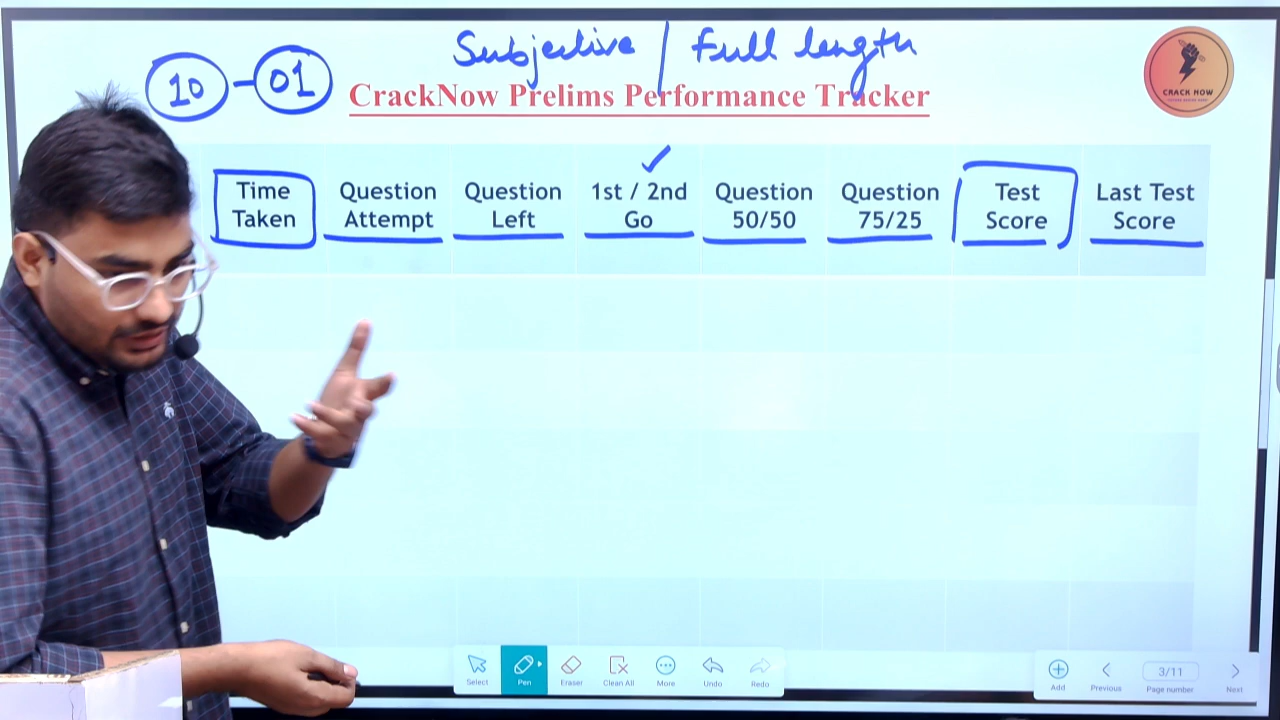 Subjective / Full length
10 - 01
CrackNow Prelims Performance Tracker
CRACK NOW
Time Taken
Question Attempt
Question Left
1st / 2nd Go
Question 50/50
Question 75/25
Test Score
Last Test Score
Select
Pen
Eraser
Clean All
More
Undo
Redo
Add
Previous
3/11
Page number
Next